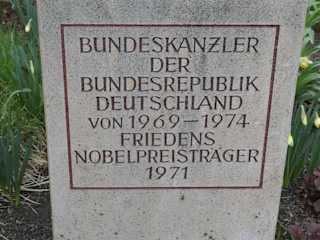 BUNDESKANZLER
DER
BUNDESREPUBLIK
DEUTSCHLAND
VON 1969–1974
FRIEDENS
NOBELPREISTRÄGER
1971